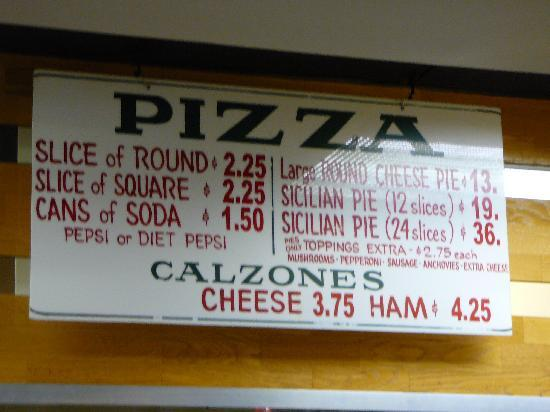 PIZZA
SLICE of ROUND ¢ 2.25
SLICE of SQUARE ¢ 2.25
CANS of SODA ¢ 1.50
PEPSI or DIET PEPSI
Large ROUND CHEESE PIE ¢ 13.
SICILIAN PIE (12 slices) ¢ 19.
SICILIAN PIE (24 slices) ¢ 36.
PIES ONLY TOPPINGS EXTRA - ¢2.75 each
MUSHROOMS - PEPPERONI - SAUSAGE - ANCHOVIES - EXTRA CHEESE
CALZONES
CHEESE 3.75 HAM ¢ 4.25